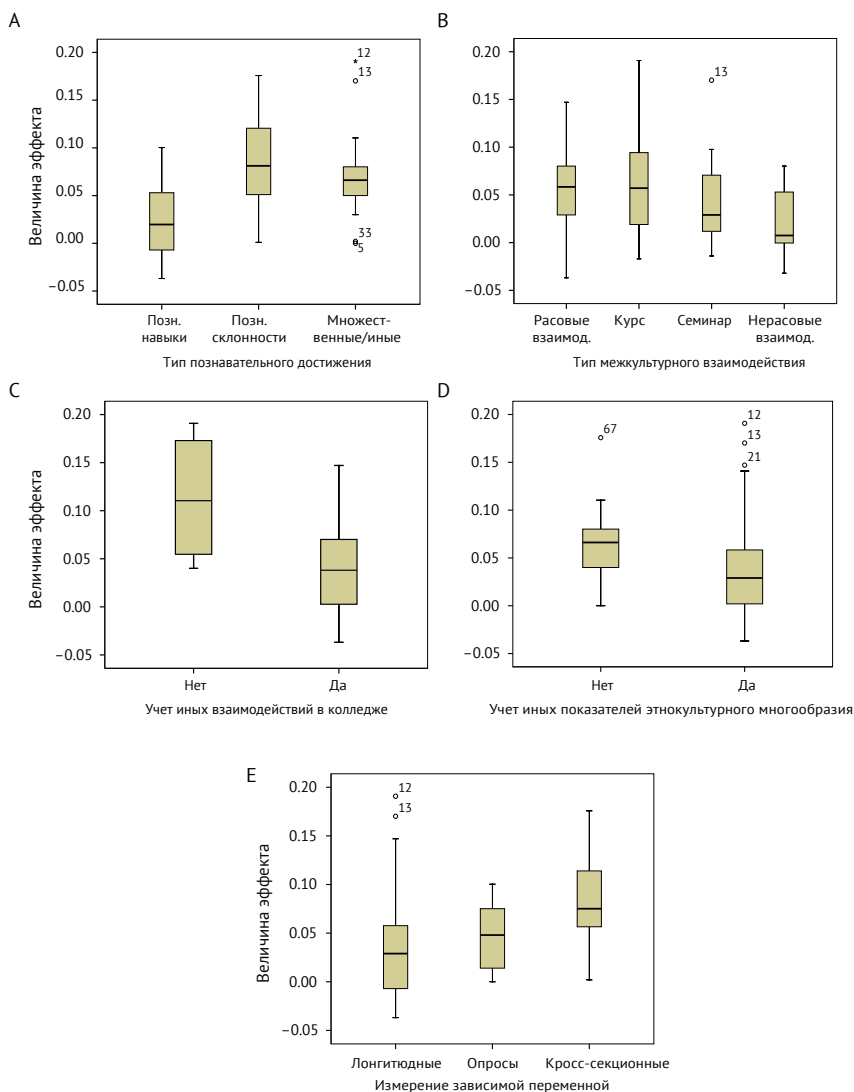 A
Величина эффекта
0.20
0.15
0.10
0.05
0.00
−0.05
12
13
33
5
Позн.
навыки
Позн.
склонности
Множест-
венные/иные
Тип познавательного достижения
B
0.20
0.15
0.10
0.05
0.00
−0.05
13
Расовые
взаимод.
Курс
Семинар
Нерасовые
взаимод.
Тип межкультурного взаимодействия
C
Величина эффекта
0.20
0.15
0.10
0.05
0.00
−0.05
Нет
Да
Учет иных взаимодействий в колледже
D
0.20
0.15
0.10
0.05
0.00
−0.05
67
12
13
21
Нет
Да
Учет иных показателей этнокультурного многообразия
E
Величина эффекта
0.20
0.15
0.10
0.05
0.00
−0.05
12
13
Лонгитюдные
Опросы
Кросс-секционные
Измерение зависимой переменной